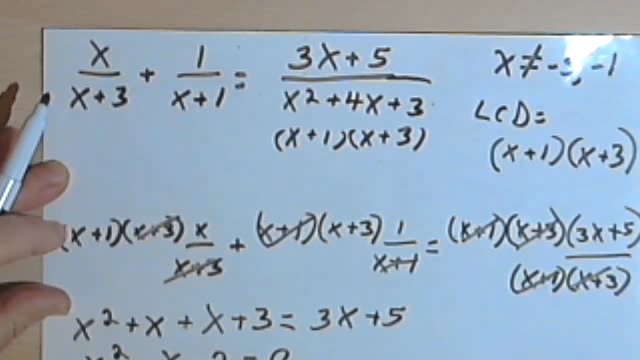 x/(x+3) + 1/(x+1) = (3x+5)/(x²+4x+3)
(x+1)(x+3)
x ≠ , -1
LCD =
(x+1)(x+3)
(x+1)(x+3) x/(x+3) + (x+1)(x+3) 1/(x+1) = (x+1)(x+3)(3x+5)/((x+1)(x+3))
x² + x + x + 3 = 3x + 5